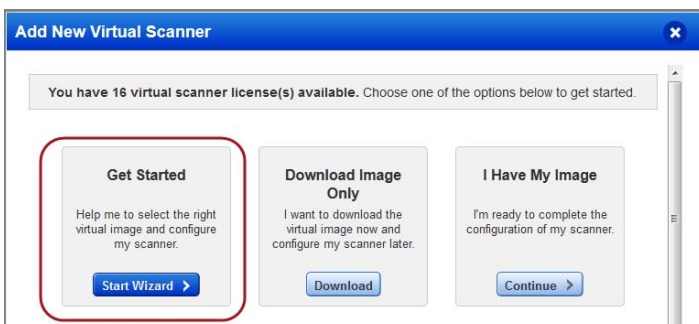 Add New Virtual Scanner
You have 16 virtual scanner license(s) available. Choose one of the options below to get started.
Get Started
Help me to select the right
virtual image and configure
my scanner.
Start Wizard
Download Image
Only
I want to download the
virtual image now and
configure my scanner later.
Download
I Have My Image
I'm ready to complete the
configuration of my scanner.
Continue